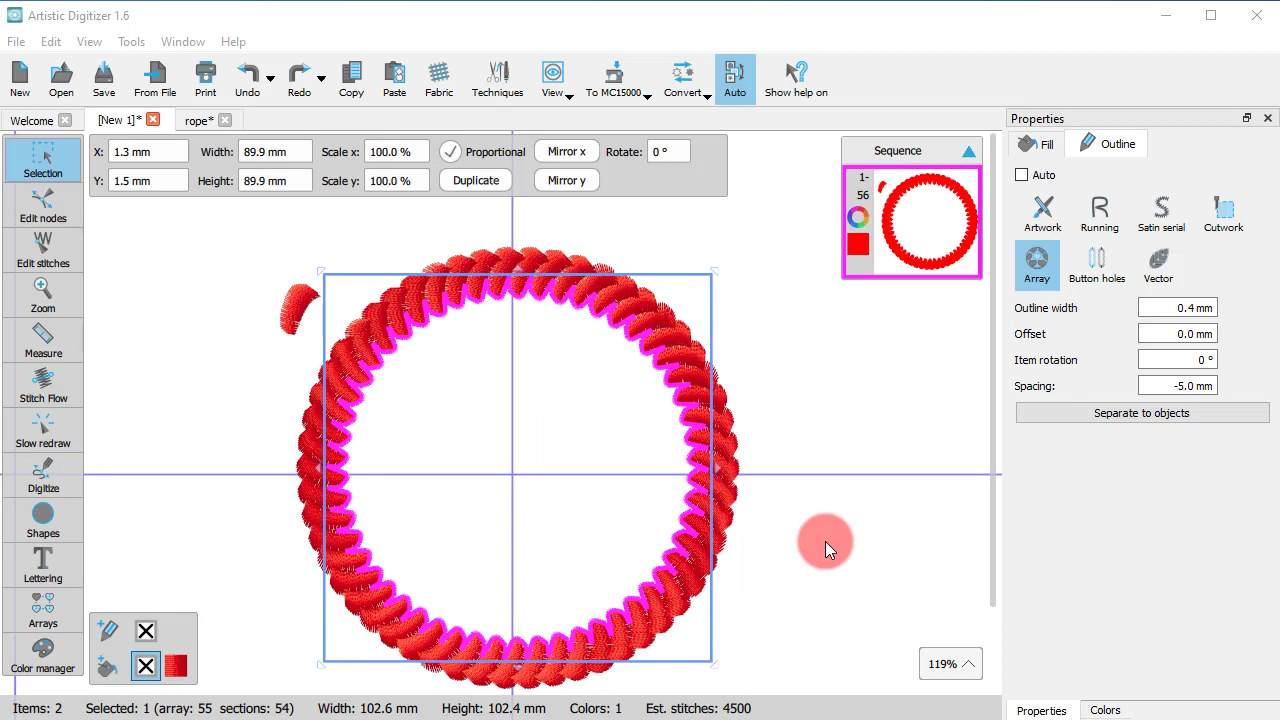 Artistic Digitizer 1.6
File Edit View Tools Window Help
New Open Save From File Print Undo Redo Copy Paste Fabric Techniques View To MC15000 Convert Auto Show help on
Welcome [New 1]* rope*
X: 1.3 mm Width: 89.9 mm Scale x: 100.0 % Proportional Mirror x Rotate: 0 °
Y: 1.5 mm Height: 89.9 mm Scale y: 100.0 % Duplicate Mirror y
Selection
Edit nodes
Edit stitches
Zoom
Measure
Stitch Flow
Slow redraw
Digitize
Shapes
Lettering
Arrays
Color manager
Sequence
1-
56
119%
Properties
Fill Outline
Auto
Artwork Running Satin serial Cutwork
Array Button holes Vector
Outline width 0.4 mm
Offset 0.0 mm
Item rotation 0 °
Spacing: -5.0 mm
Separate to objects
Properties Colors
Items: 2 Selected: 1 (array: 55 sections: 54) Width: 102.6 mm Height: 102.4 mm Colors: 1 Est. stitches: 4500